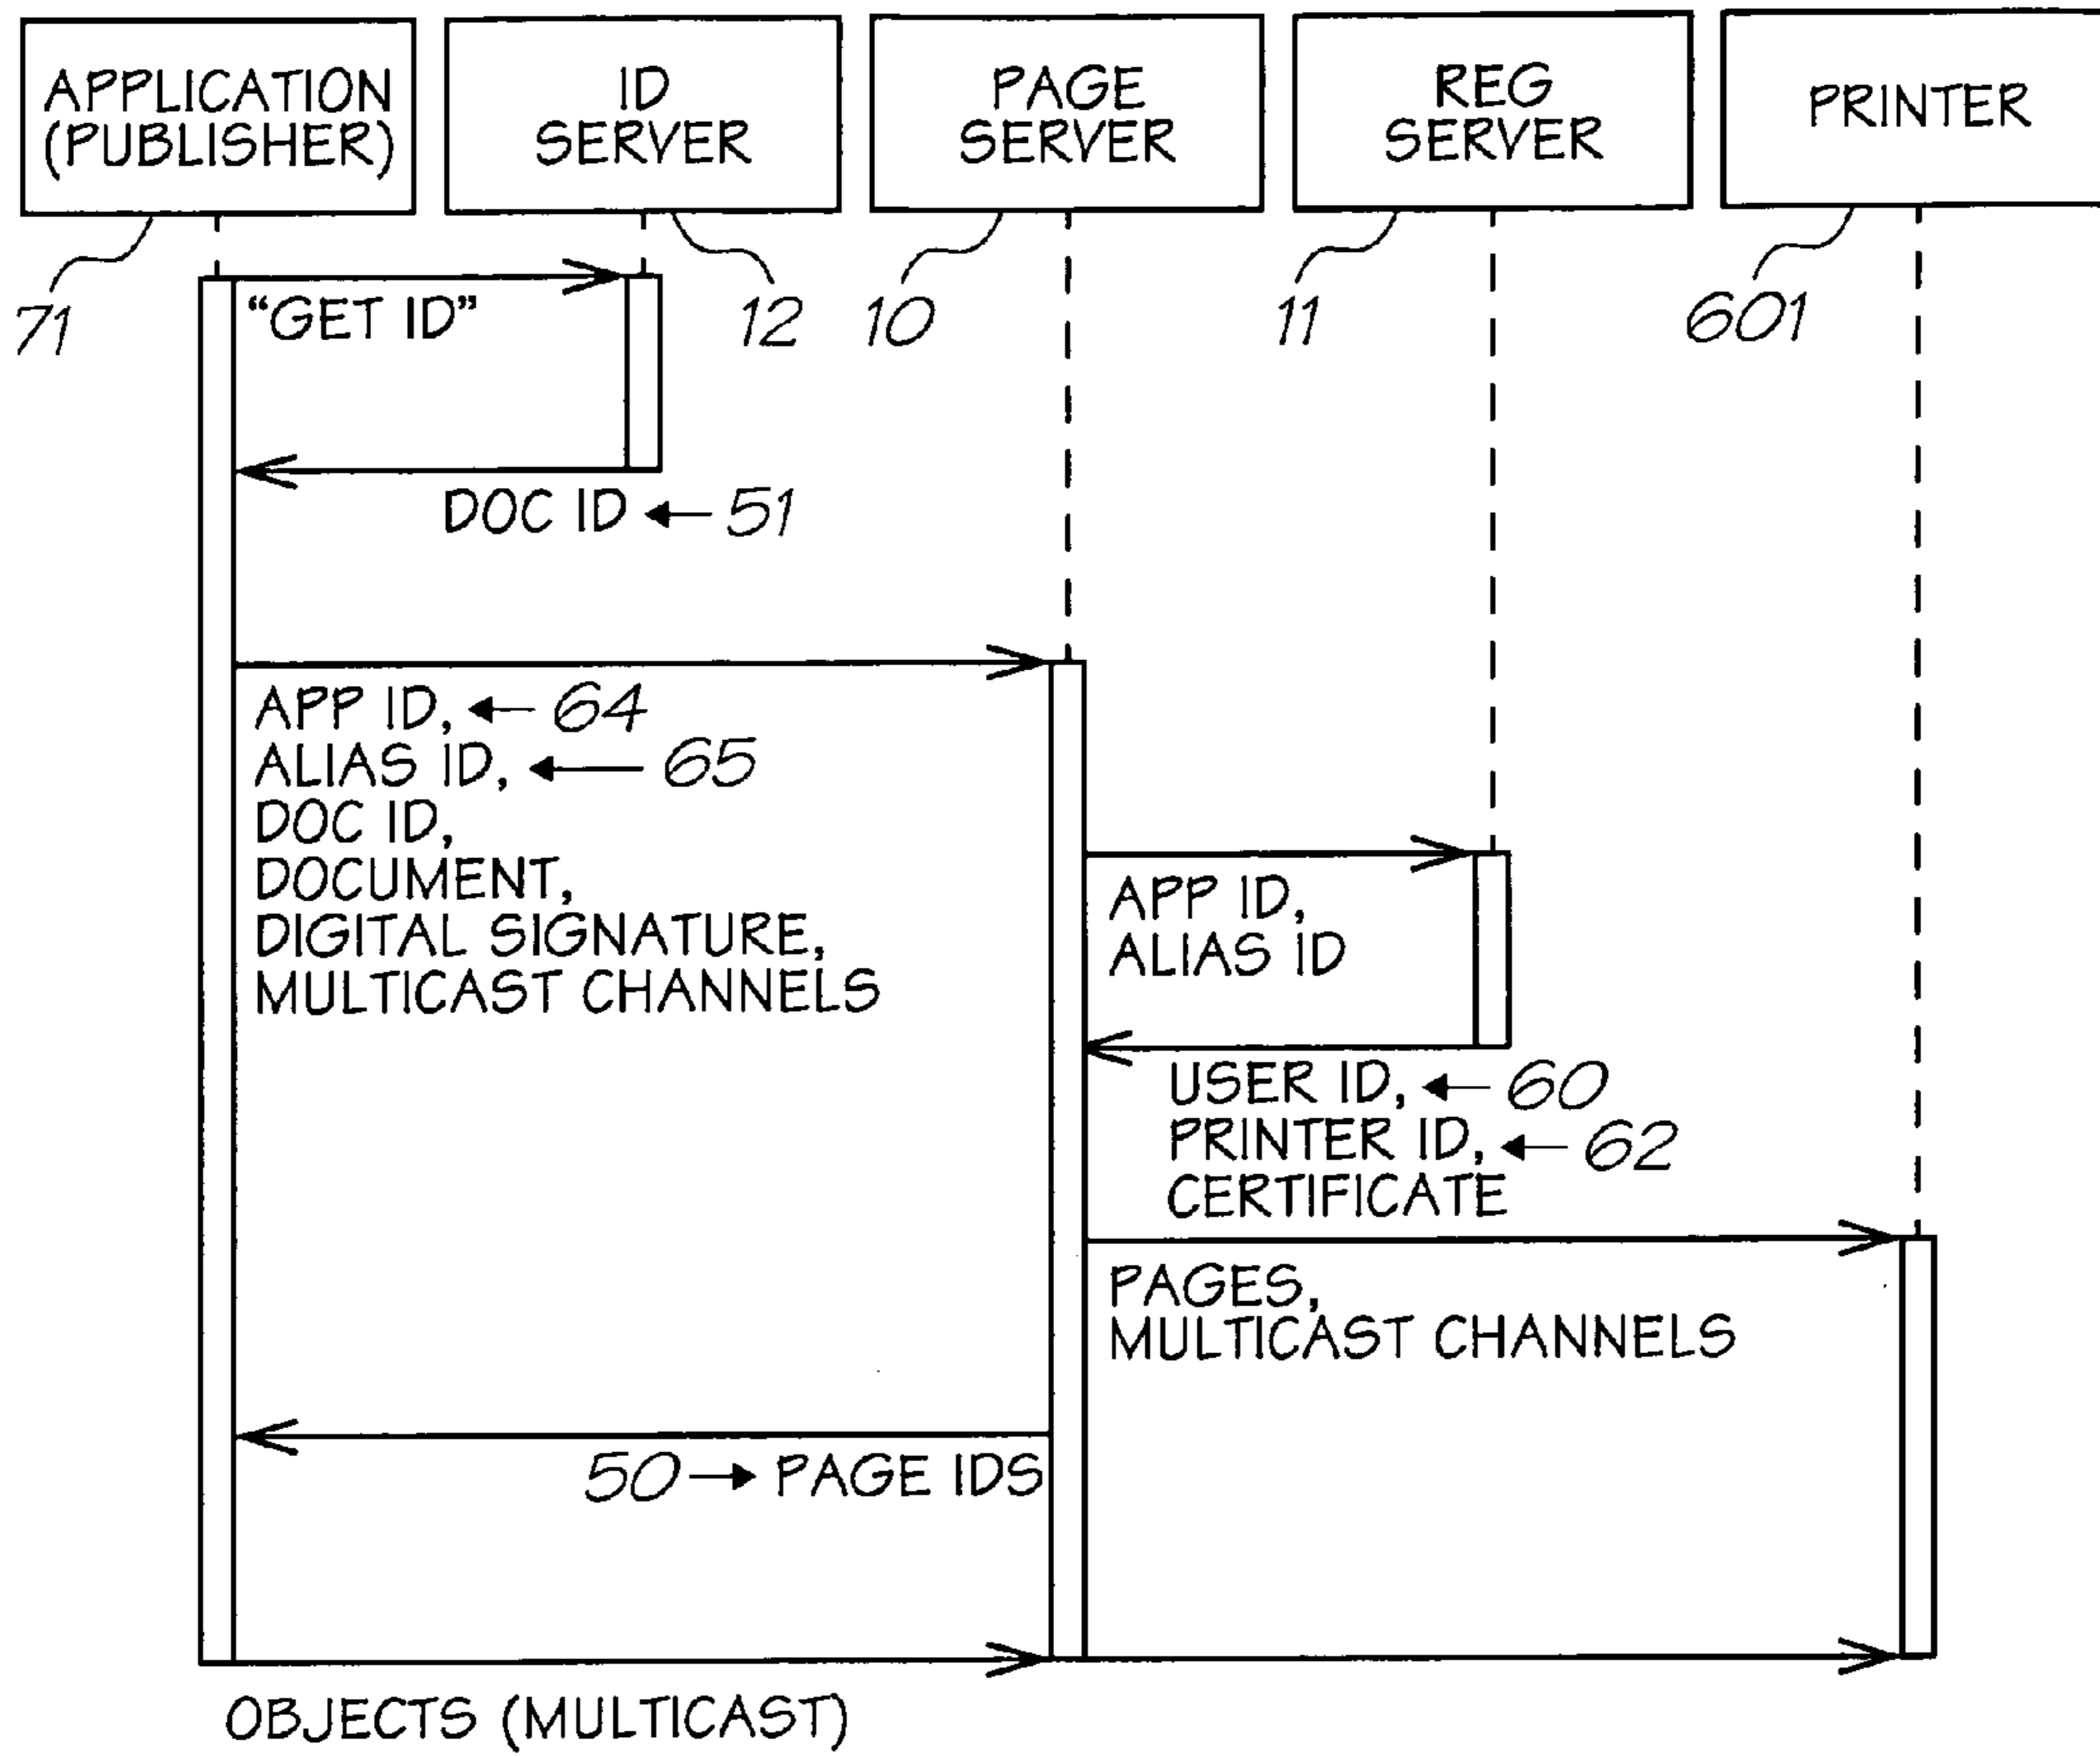 APPLICATION
(PUBLISHER)
ID
SERVER
PAGE
SERVER
REG
SERVER
PRINTER
71
12
10
11
601
“GET ID”
DOC ID 51
APP ID, 64
ALIAS ID, 65
DOC ID,
DOCUMENT,
DIGITAL SIGNATURE,
MULTICAST CHANNELS
APP ID,
ALIAS ID
USER ID, 60
PRINTER ID, 62
CERTIFICATE
PAGES,
MULTICAST CHANNELS
50 PAGE IDS
OBJECTS (MULTICAST)